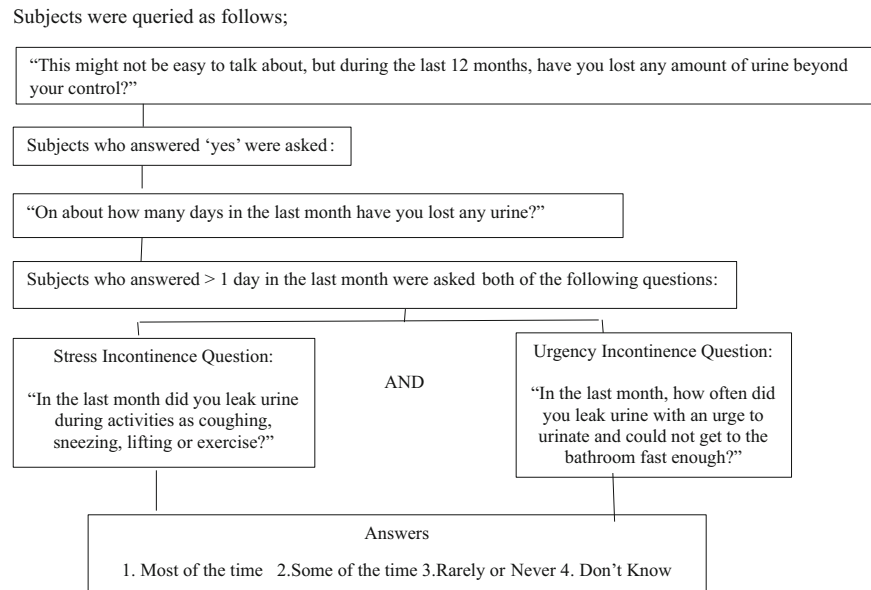 Subjects were queried as follows;
“This might not be easy to talk about, but during the last 12 months, have you lost any amount of urine beyond
your control?”
Subjects who answered ‘yes’ were asked:
“On about how many days in the last month have you lost any urine?”
Subjects who answered > 1 day in the last month were asked both of the following questions:
Stress Incontinence Question:
“In the last month did you leak urine
during activities as coughing,
sneezing, lifting or exercise?”
AND
Urgency Incontinence Question:
“In the last month, how often did
you leak urine with an urge to
urinate and could not get to the
bathroom fast enough?”
Answers
1. Most of the time 2.Some of the time 3.Rarely or Never 4. Don’t Know